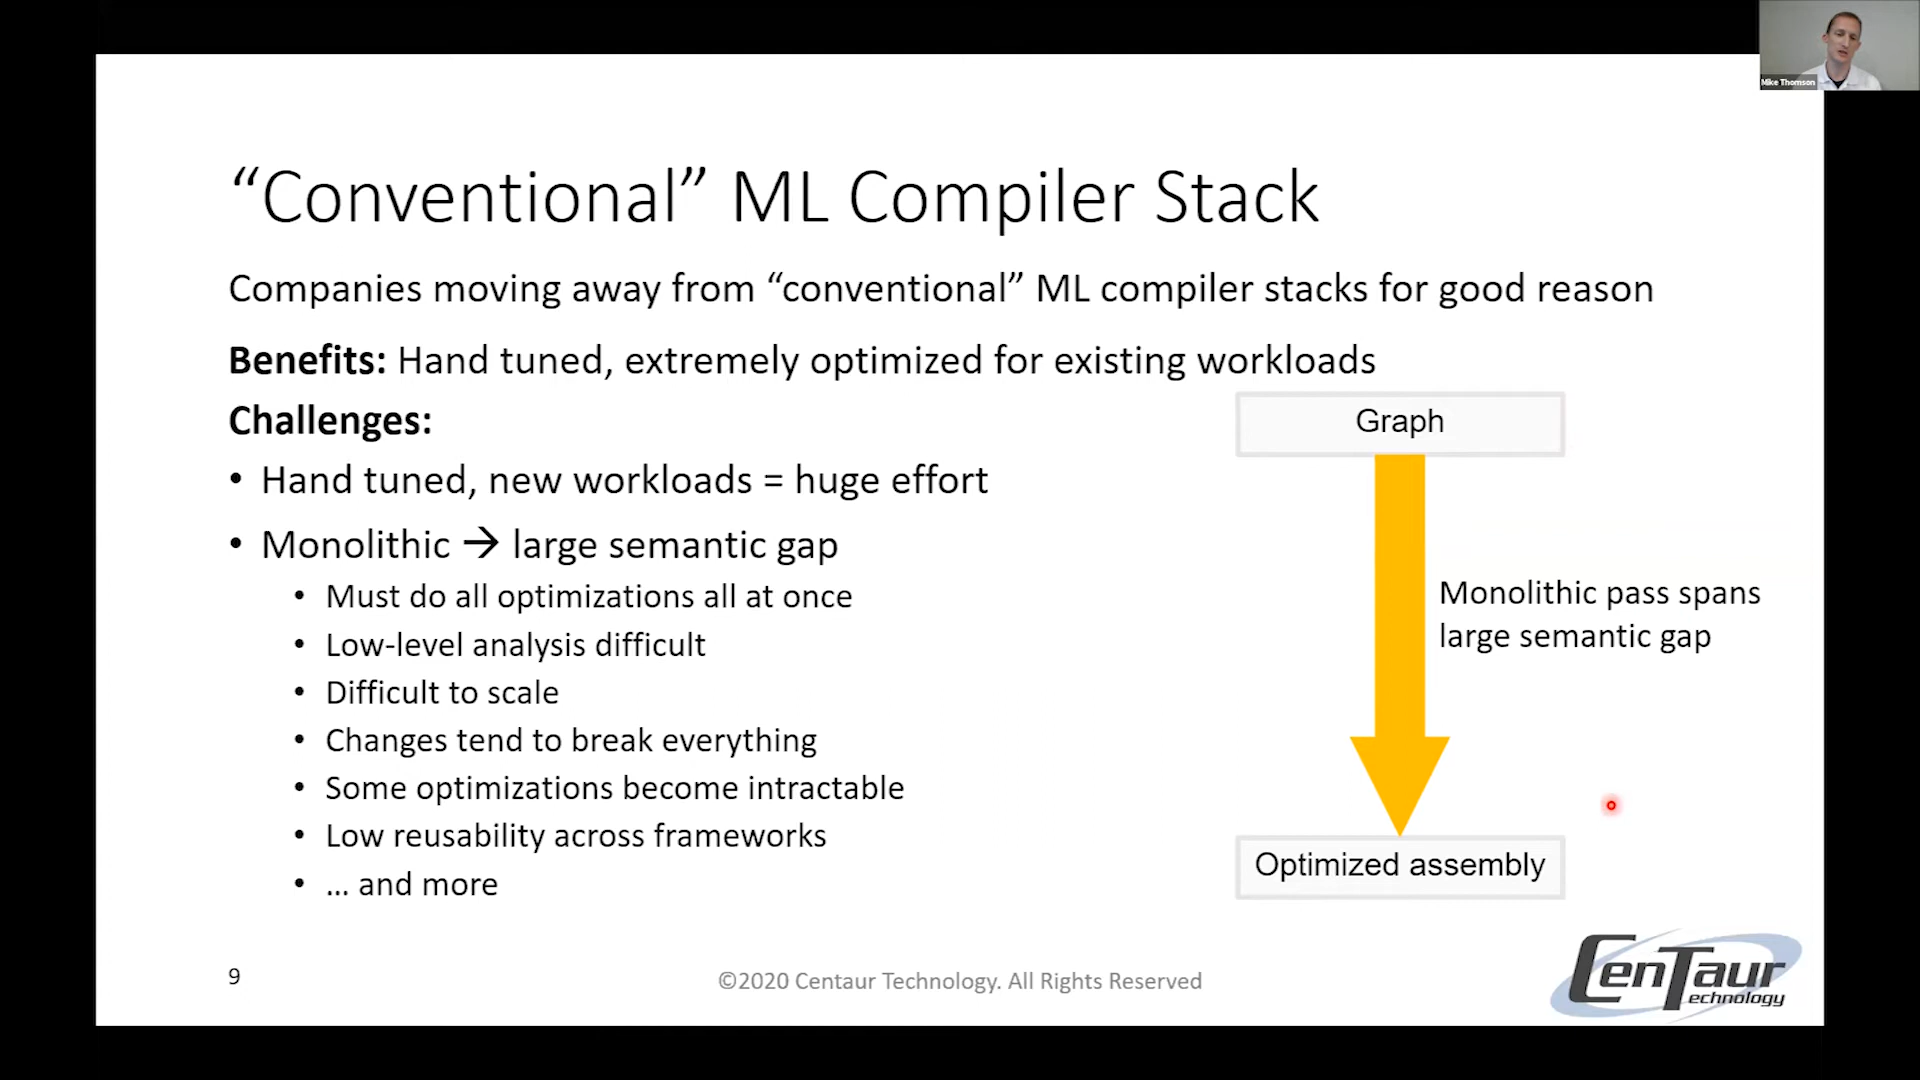 Mike Thomson
“Conventional” ML Compiler Stack
Companies moving away from “conventional” ML compiler stacks for good reason
Benefits: Hand tuned, extremely optimized for existing workloads
Challenges:
• Hand tuned, new workloads = huge effort
• Monolithic → large semantic gap
• Must do all optimizations all at once
• Low-level analysis difficult
• Difficult to scale
• Changes tend to break everything
• Some optimizations become intractable
• Low reusability across frameworks
• ... and more
Graph
Monolithic pass spans
large semantic gap
Optimized assembly
9
©2020 Centaur Technology. All Rights Reserved
CenTaur
Technology